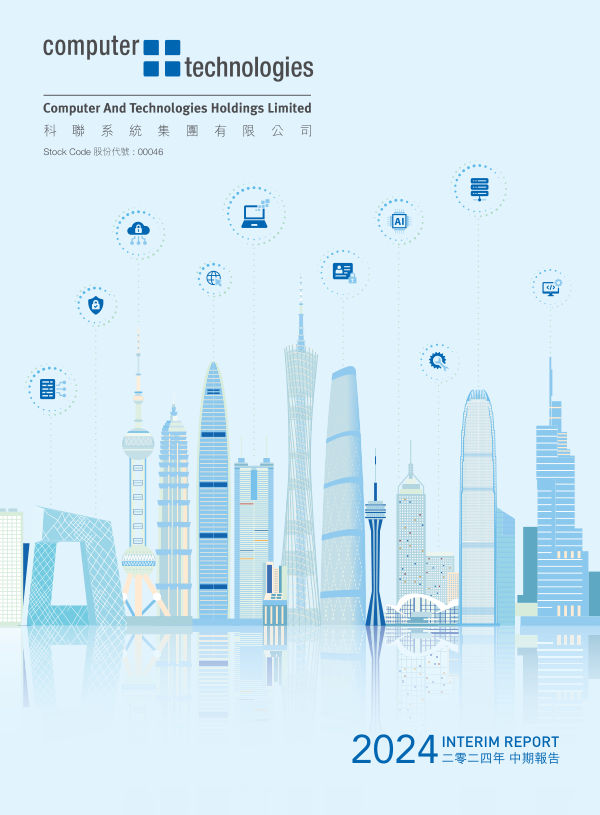 computer
technologies
Computer And Technologies Holdings Limited
科聯系統集團有限公司
Stock Code 股份代號 : 00046
AI
</>
2024 INTERIM REPORT
二零二四年 中期報告